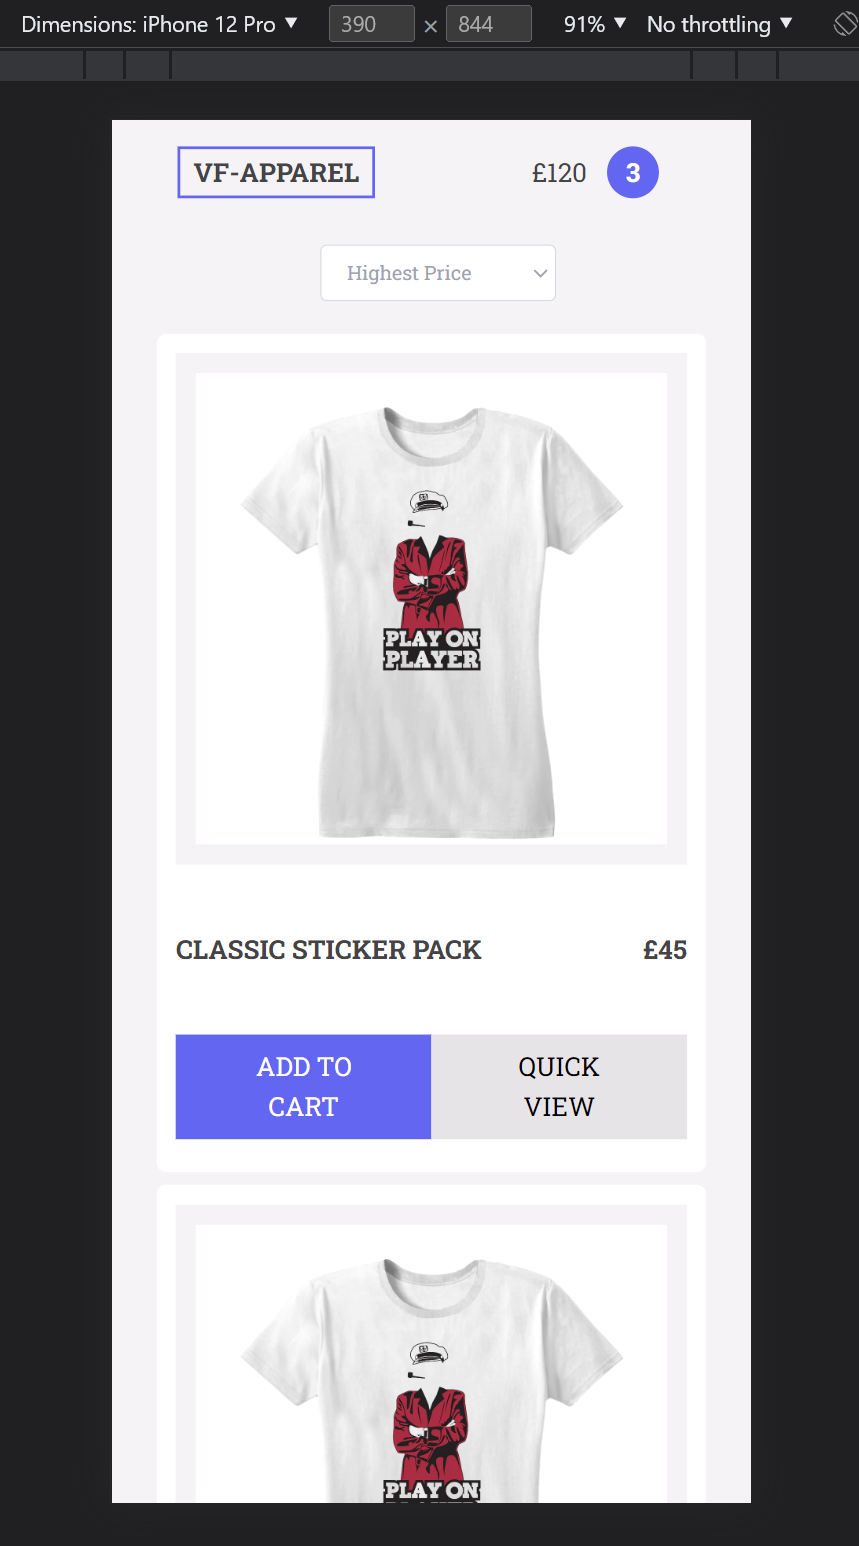 Dimensions: iPhone 12 Pro ▼ 390 × 844 91% ▼ No throttling ▼
VF-APPAREL £120 3
Highest Price
PLAY ON
PLAYER
CLASSIC STICKER PACK £45
ADD TO
CART
QUICK
VIEW
PLAY ON